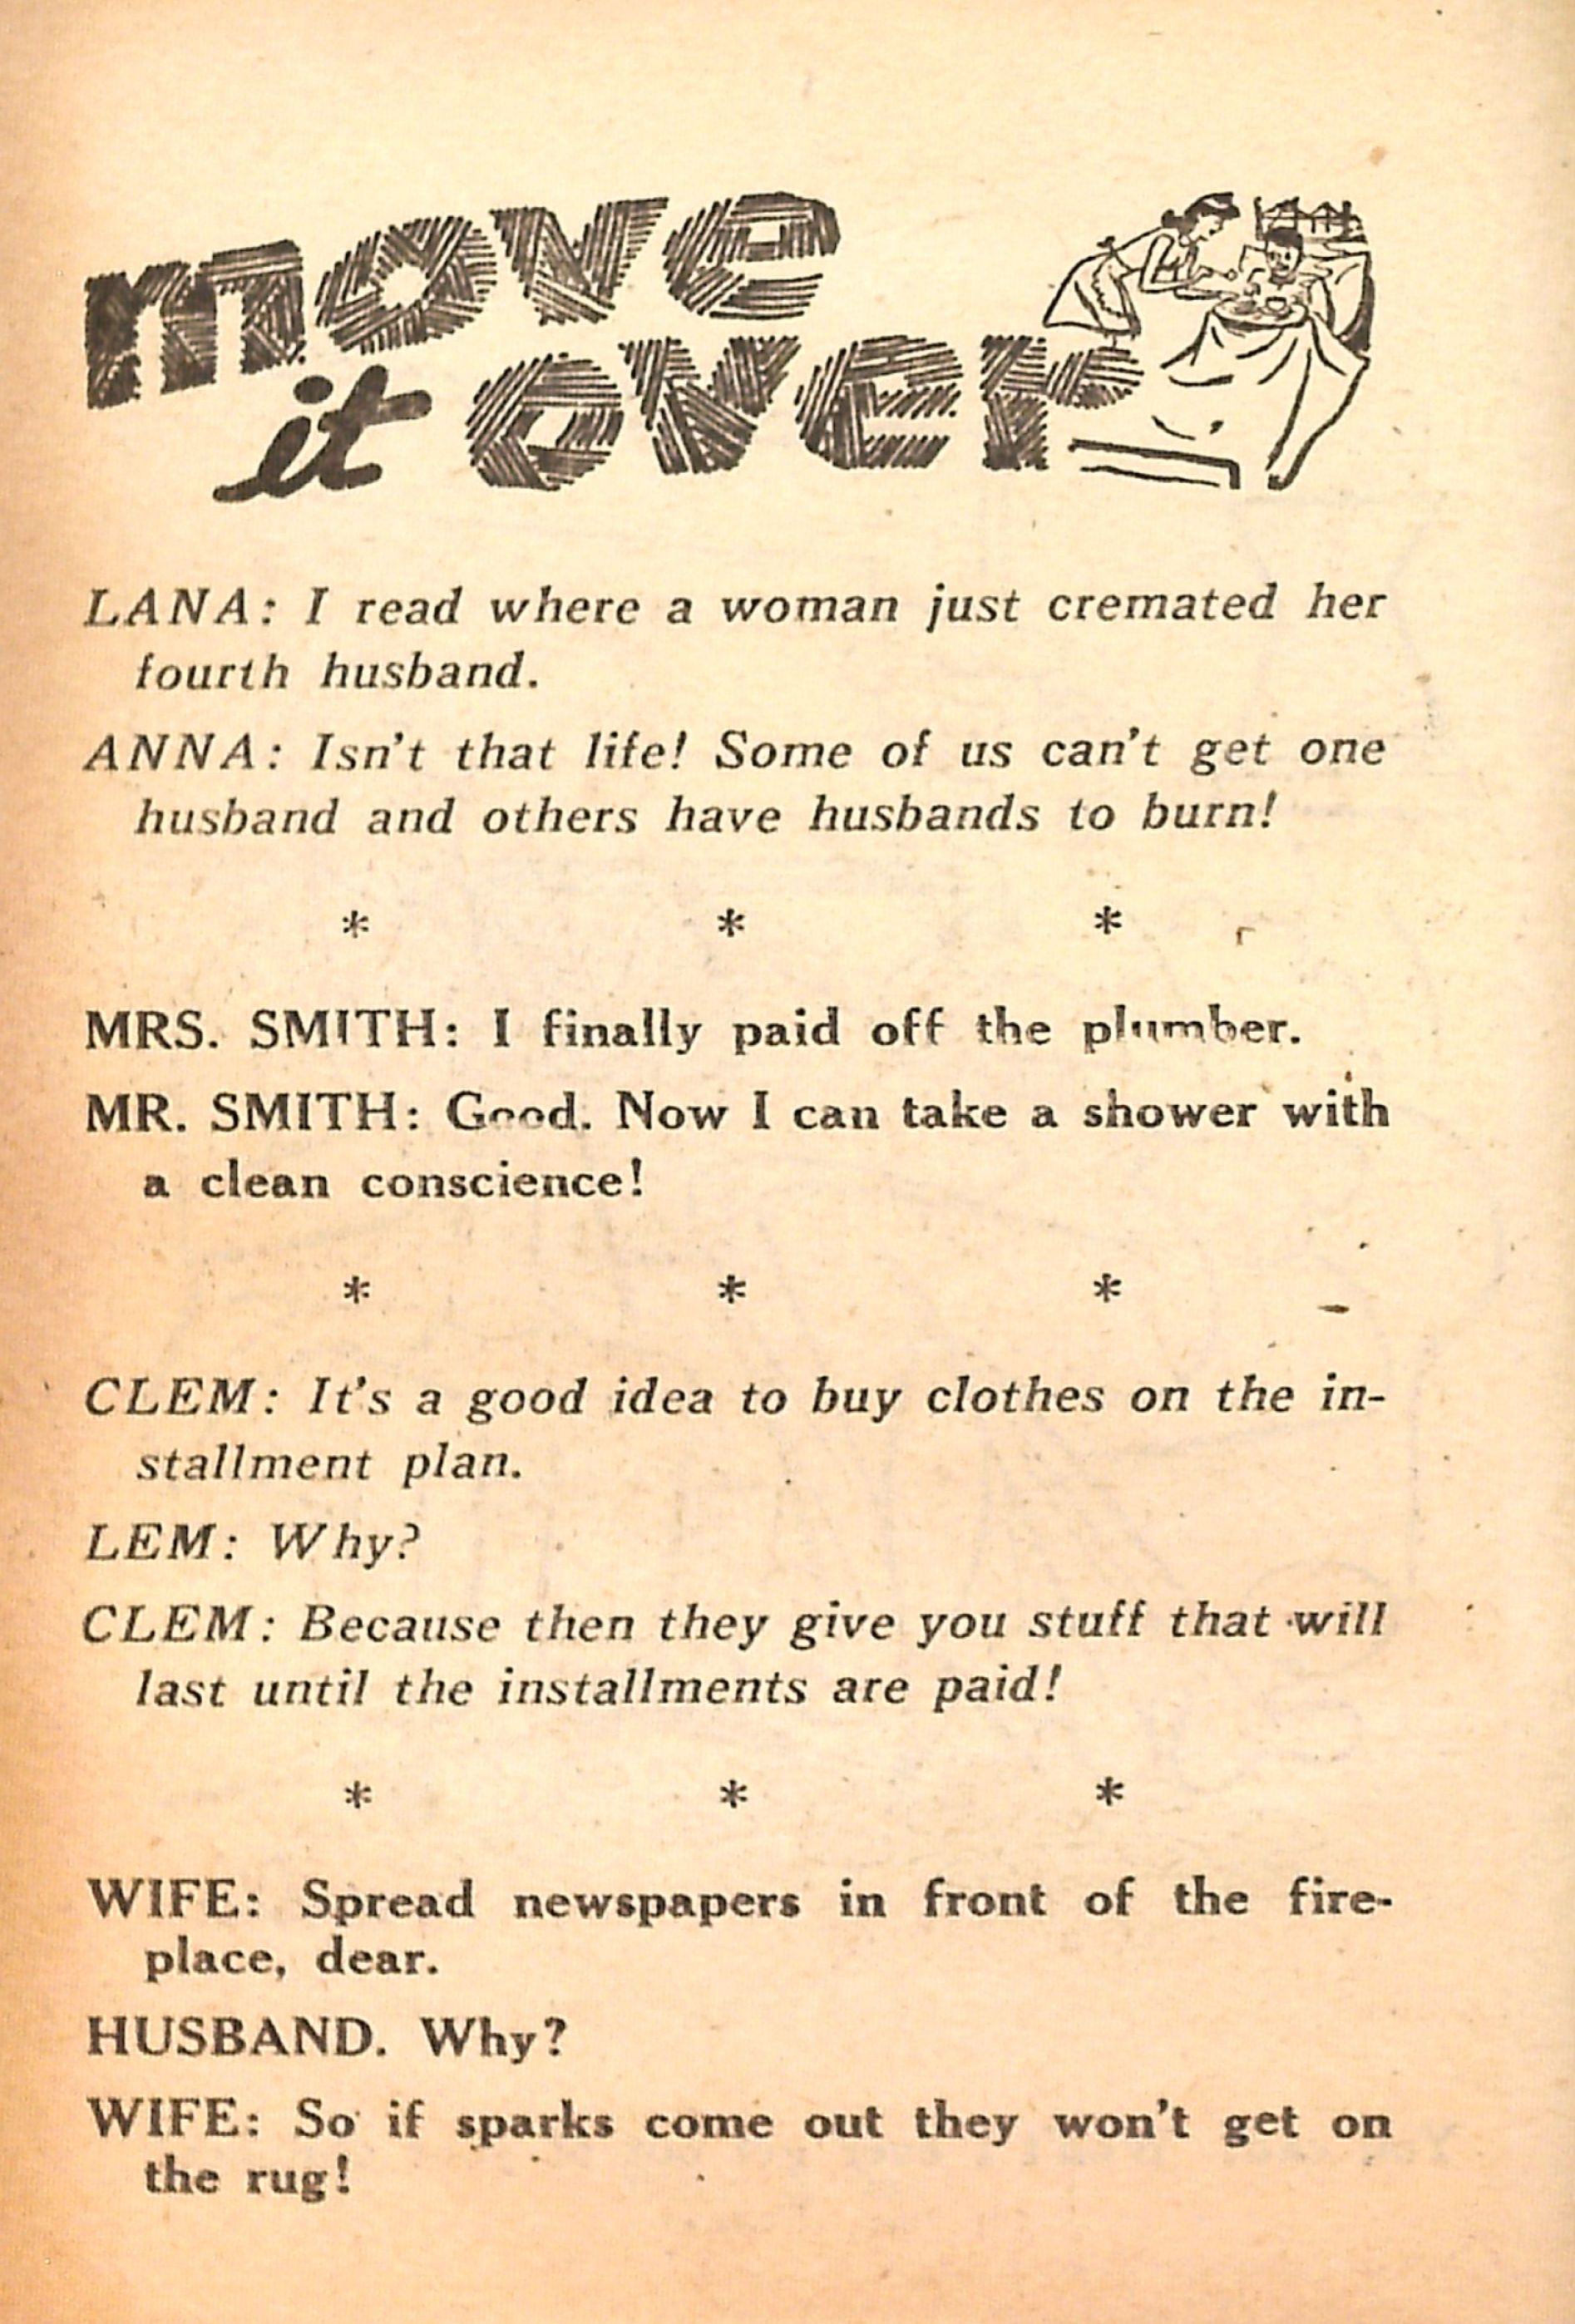 move
it over
LANA: I read where a woman just cremated her
fourth husband.
ANNA: Isn't that life! Some of us can't get one
husband and others have husbands to burn!
* * *
MRS. SMITH: I finally paid off the plumber.
MR. SMITH: Good. Now I can take a shower with
a clean conscience!
* * *
CLEM: It's a good idea to buy clothes on the in-
stallment plan.
LEM: Why?
CLEM: Because then they give you stuff that will
last until the installments are paid!
* * *
WIFE: Spread newspapers in front of the fire-
place, dear.
HUSBAND. Why?
WIFE: So if sparks come out they won't get on
the rug!